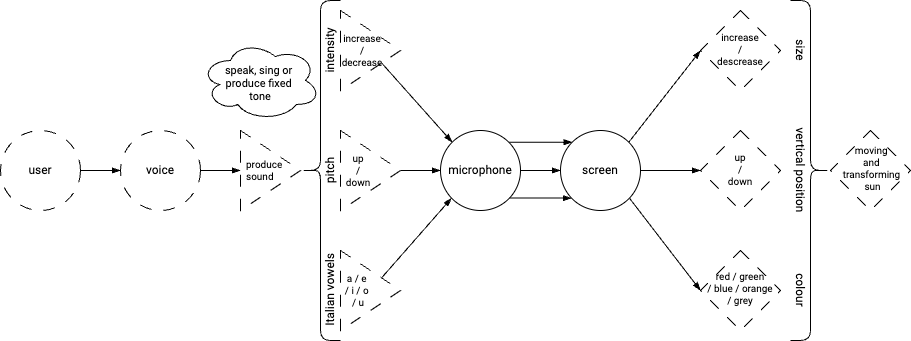 user
voice
speak, sing or
produce fixed
tone
produce
sound
intensity
increase
/
decrease
pitch
up
/
down
Italian vowels
a / e
/ i / o
/ u
microphone
screen
increase
/
descrease
size
up
/
down
vertical position
red / green
/ blue / orange
/ grey
colour
moving
and
transforming
sun